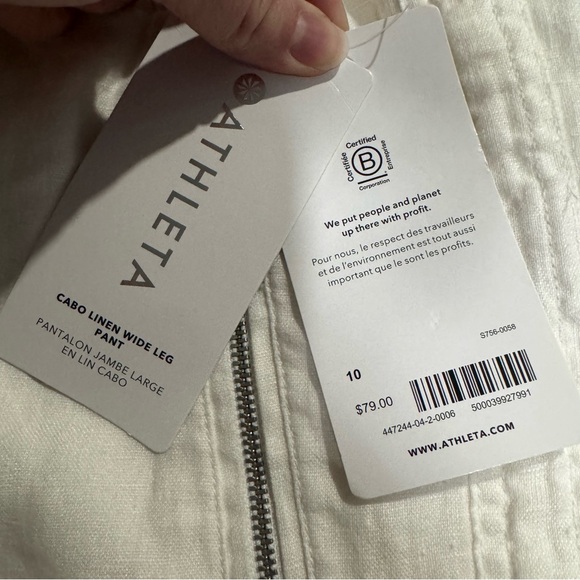 ATHLETA
CABO LINEN WIDE LEG
PANT
PANTALON JAMBE LARGE
EN LIN CABO
Certified
Certifiée
Entreprise
B
Corporation
We put people and planet
up there with profit.
Pour nous, le respect des travailleurs
et de l'environnement est tout aussi
important que le sont les profits.
S756-0058
10
$79.00
447244-04-2-0006 500039927991
WWW.ATHLETA.COM